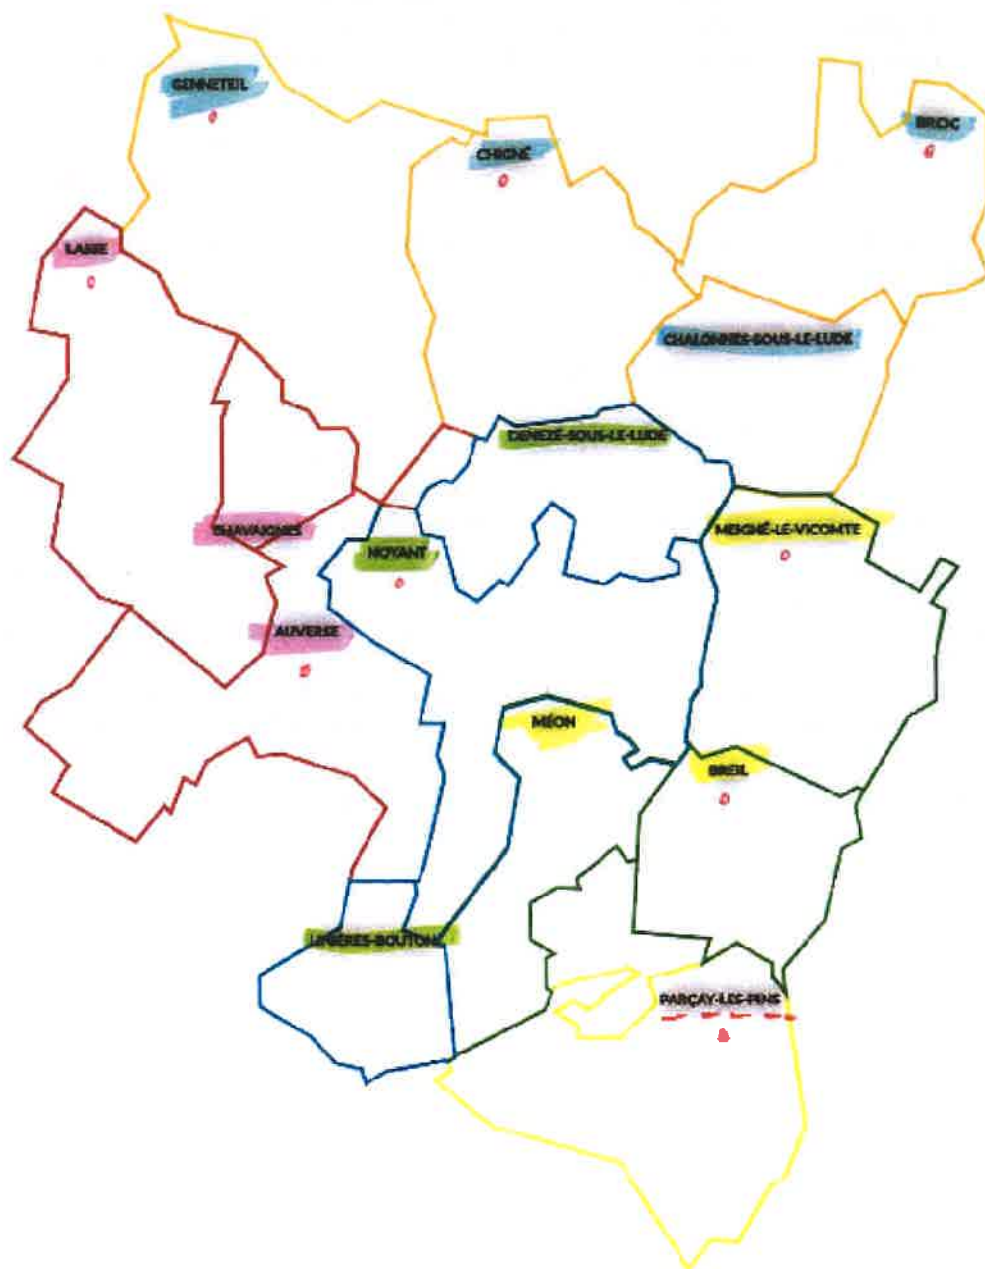 GENNETEIL
BROC
CHIGNÉ
LASSE
CHALONNES-SOUS-LE-LUDE
DENEZÉ-SOUS-LE-LUDE
CHAVAIGNES
NOYANT
MEIGNÉ-LE-VICOMTE
AUVERSE
MÉON
BREIL
LINIÈRES-BOUTON
PARÇAY-LES-PINS